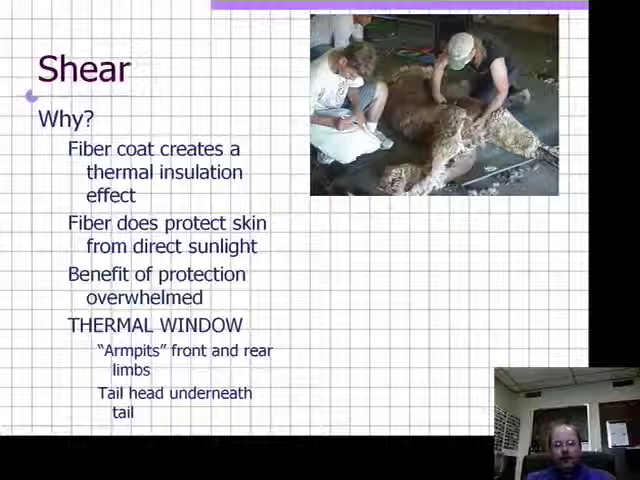 Shear
Why?
Fiber coat creates a
thermal insulation
effect
Fiber does protect skin
from direct sunlight
Benefit of protection
overwhelmed
THERMAL WINDOW
“Armpits” front and rear
limbs
Tail head underneath
tail